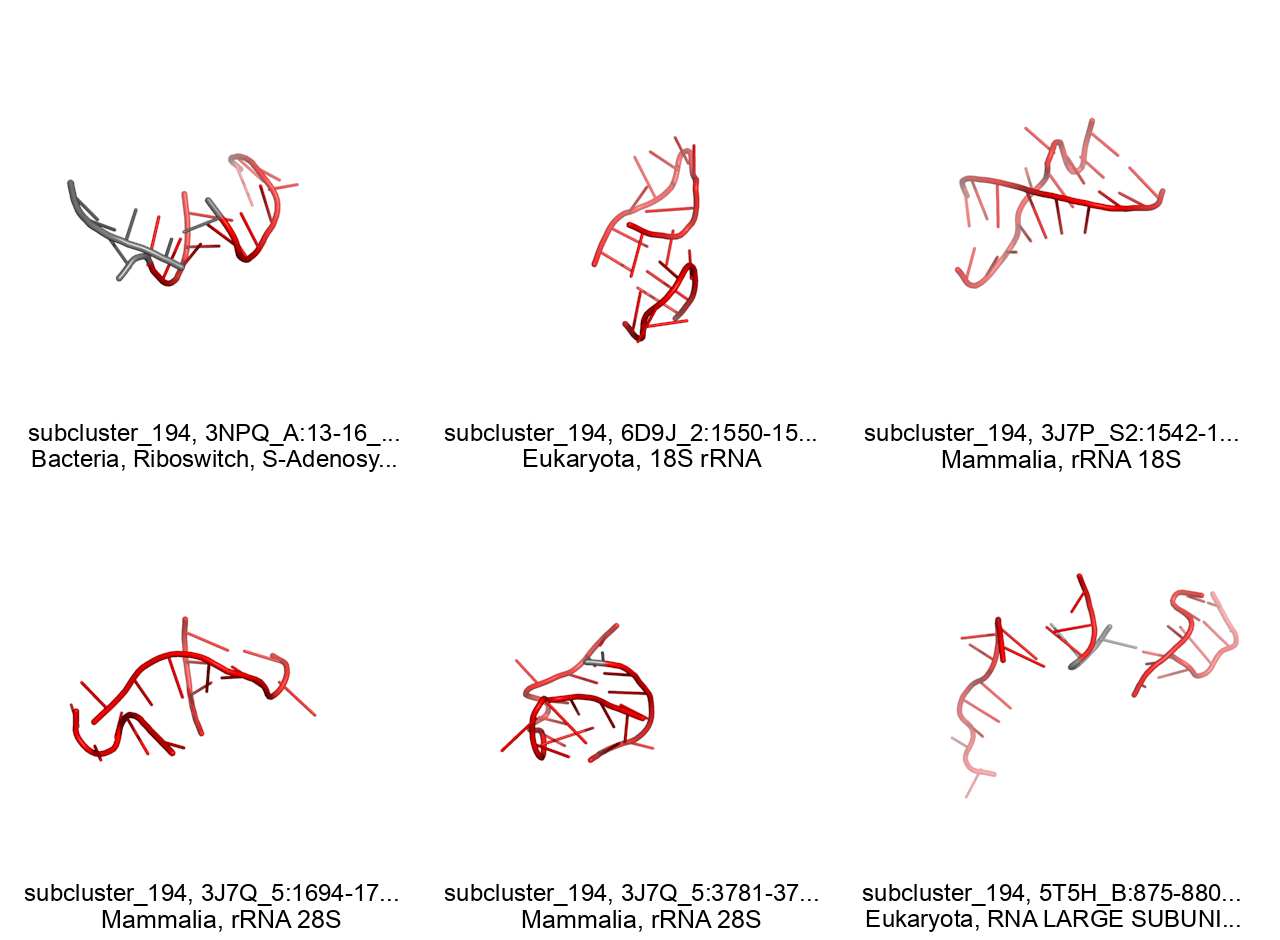 subcluster_194, 3NPQ_A:13-16_...
Bacteria, Riboswitch, S-Adenosy...
subcluster_194, 6D9J_2:1550-15...
Eukaryota, 18S rRNA
subcluster_194, 3J7P_S2:1542-1...
Mammalia, rRNA 18S
subcluster_194, 3J7Q_5:1694-17...
Mammalia, rRNA 28S
subcluster_194, 3J7Q_5:3781-37...
Mammalia, rRNA 28S
subcluster_194, 5T5H_B:875-880...
Eukaryota, RNA LARGE SUBUNI...